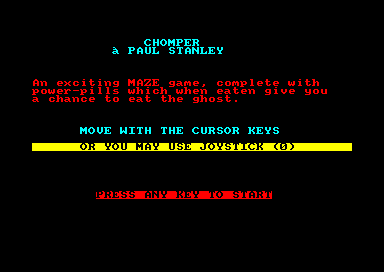 CHOMPER
à PAUL STANLEY
An exciting MAZE game, complete with
power-pills which when eaten give you
a chance to eat the ghost.
MOVE WITH THE CURSOR KEYS
OR YOU MAY USE JOYSTICK (0)
PRESS ANY KEY TO START